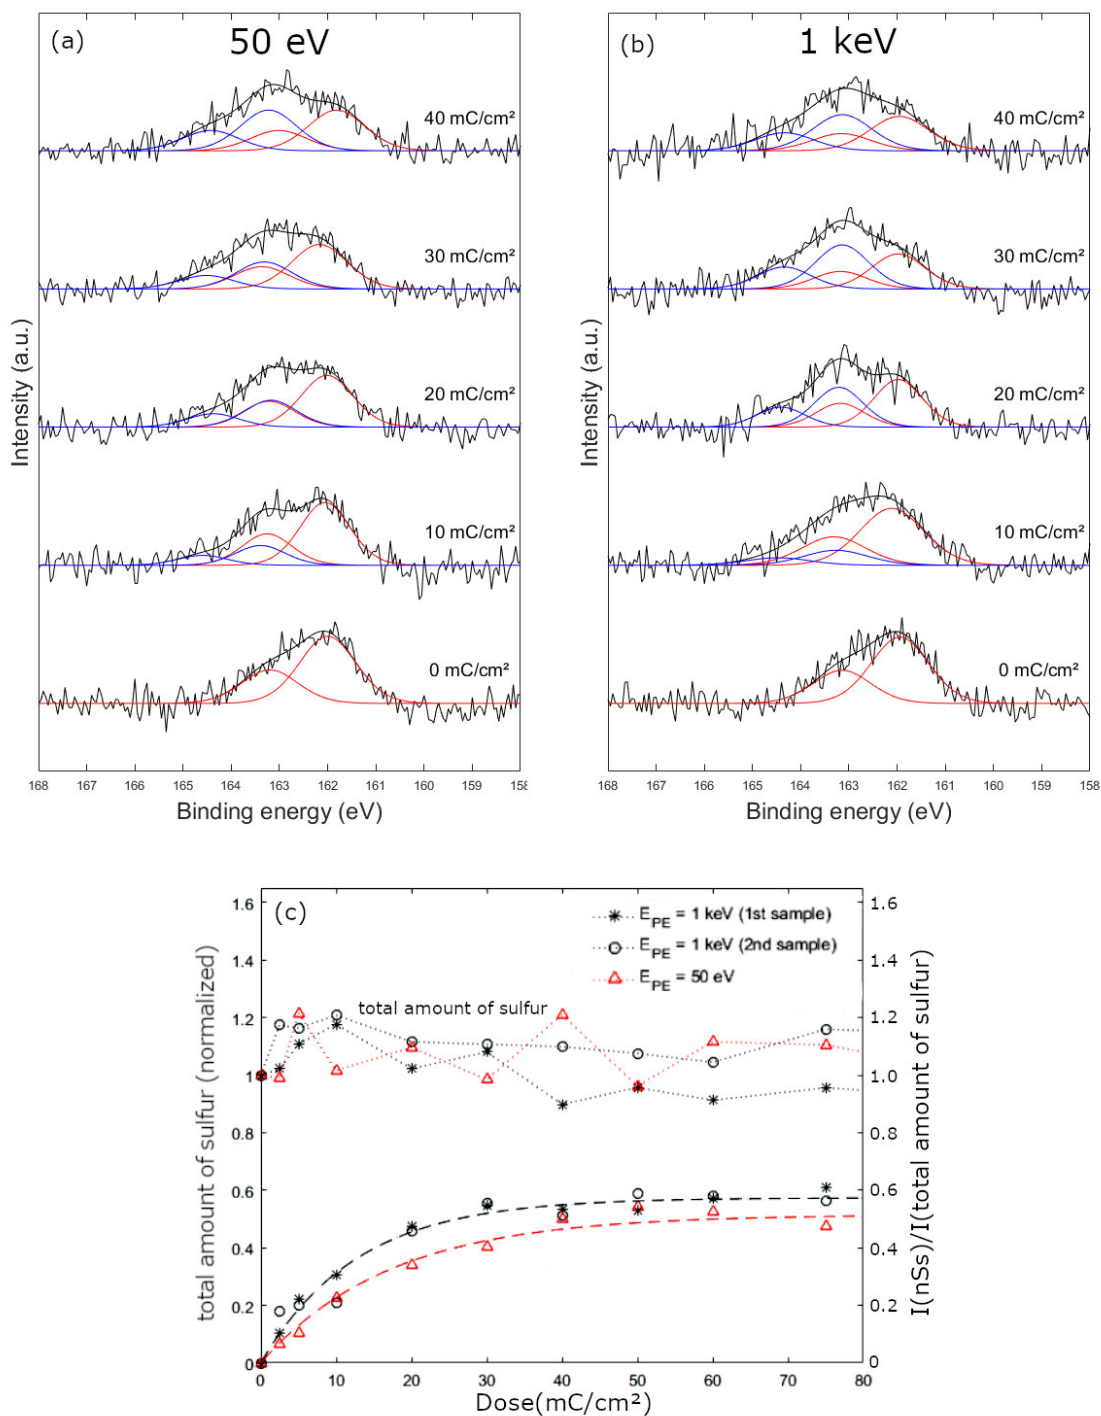 (a)
50 eV
40 mC/cm²
30 mC/cm²
20 mC/cm²
10 mC/cm²
0 mC/cm²
Intensity (a.u.)
168 167 166 165 164 163 162 161 160 159 158
Binding energy (eV)
(b)
1 keV
40 mC/cm²
30 mC/cm²
20 mC/cm²
10 mC/cm²
0 mC/cm²
Intensity (a.u.)
168 167 166 165 164 163 162 161 160 159 158
Binding energy (eV)
(c)
E_PE = 1 keV (1st sample)
E_PE = 1 keV (2nd sample)
E_PE = 50 eV
total amount of sulfur
total amount of sulfur (normalized)
1.6
1.4
1.2
1
0.8
0.6
0.4
0.2
0
I(nSs)/I(total amount of sulfur)
1.6
1.4
1.2
1.0
0.8
0.6
0.4
0.2
0
0 10 20 30 40 50 60 70 80
Dose(mC/cm²)